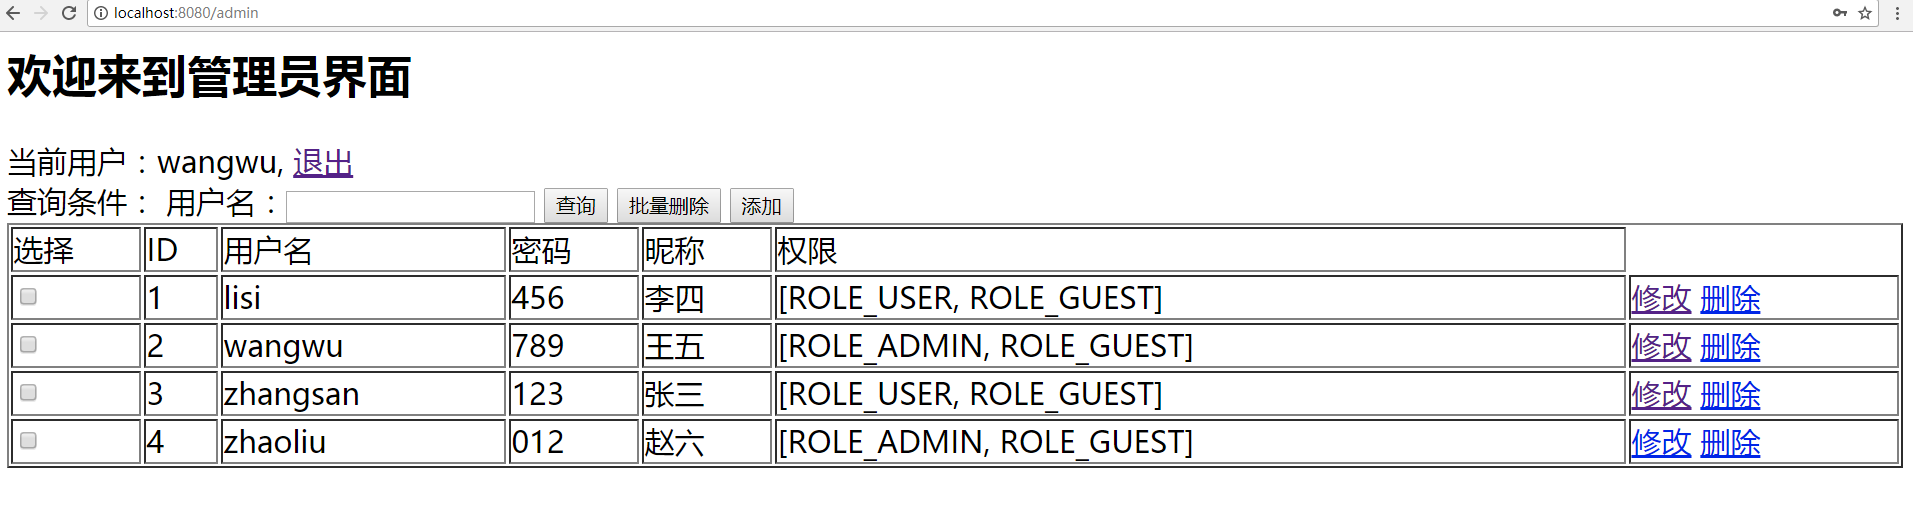 localhost:8080/admin
欢迎来到管理员界面
当前用户：wangwu, 退出
查询条件： 用户名： 查询 批量删除 添加
选择 ID 用户名 密码 昵称 权限
1 lisi 456 李四 [ROLE_USER, ROLE_GUEST] 修改 删除
2 wangwu 789 王五 [ROLE_ADMIN, ROLE_GUEST] 修改 删除
3 zhangsan 123 张三 [ROLE_USER, ROLE_GUEST] 修改 删除
4 zhaoliu 012 赵六 [ROLE_ADMIN, ROLE_GUEST] 修改 删除